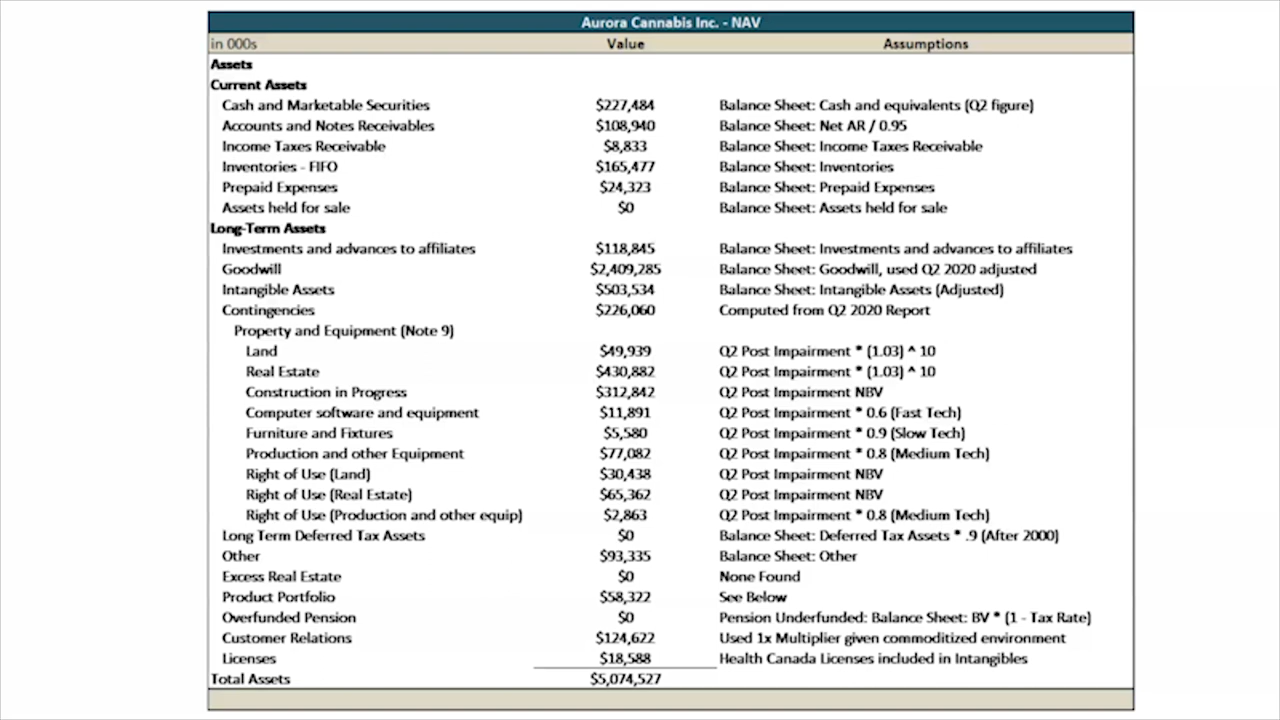 Aurora Cannabis Inc. - NAV
in 000s Value Assumptions
Assets
Current Assets
Cash and Marketable Securities $227,484 Balance Sheet: Cash and equivalents (Q2 figure)
Accounts and Notes Receivables $108,940 Balance Sheet: Net AR / 0.95
Income Taxes Receivable $8,833 Balance Sheet: Income Taxes Receivable
Inventories - FIFO $165,477 Balance Sheet: Inventories
Prepaid Expenses $24,323 Balance Sheet: Prepaid Expenses
Assets held for sale $0 Balance Sheet: Assets held for sale
Long-Term Assets
Investments and advances to affiliates $118,845 Balance Sheet: Investments and advances to affiliates
Goodwill $2,409,285 Balance Sheet: Goodwill, used Q2 2020 adjusted
Intangible Assets $503,534 Balance Sheet: Intangible Assets (Adjusted)
Contingencies $226,060 Computed from Q2 2020 Report
Property and Equipment (Note 9)
Land $49,939 Q2 Post Impairment * (1.03) ^ 10
Real Estate $430,882 Q2 Post Impairment * (1.03) ^ 10
Construction in Progress $312,842 Q2 Post Impairment NBV
Computer software and equipment $11,891 Q2 Post Impairment * 0.6 (Fast Tech)
Furniture and Fixtures $5,580 Q2 Post Impairment * 0.9 (Slow Tech)
Production and other Equipment $77,082 Q2 Post Impairment * 0.8 (Medium Tech)
Right of Use (Land) $30,438 Q2 Post Impairment NBV
Right of Use (Real Estate) $65,362 Q2 Post Impairment NBV
Right of Use (Production and other equip) $2,863 Q2 Post Impairment * 0.8 (Medium Tech)
Long Term Deferred Tax Assets $0 Balance Sheet: Deferred Tax Assets * .9 (After 2000)
Other $93,335 Balance Sheet: Other
Excess Real Estate $0 None Found
Product Portfolio $58,322 See Below
Overfunded Pension $0 Pension Underfunded: Balance Sheet: BV * (1 - Tax Rate)
Customer Relations $124,622 Used 1x Multiplier given commoditized environment
Licenses $18,588 Health Canada Licenses included in Intangibles
Total Assets $5,074,527